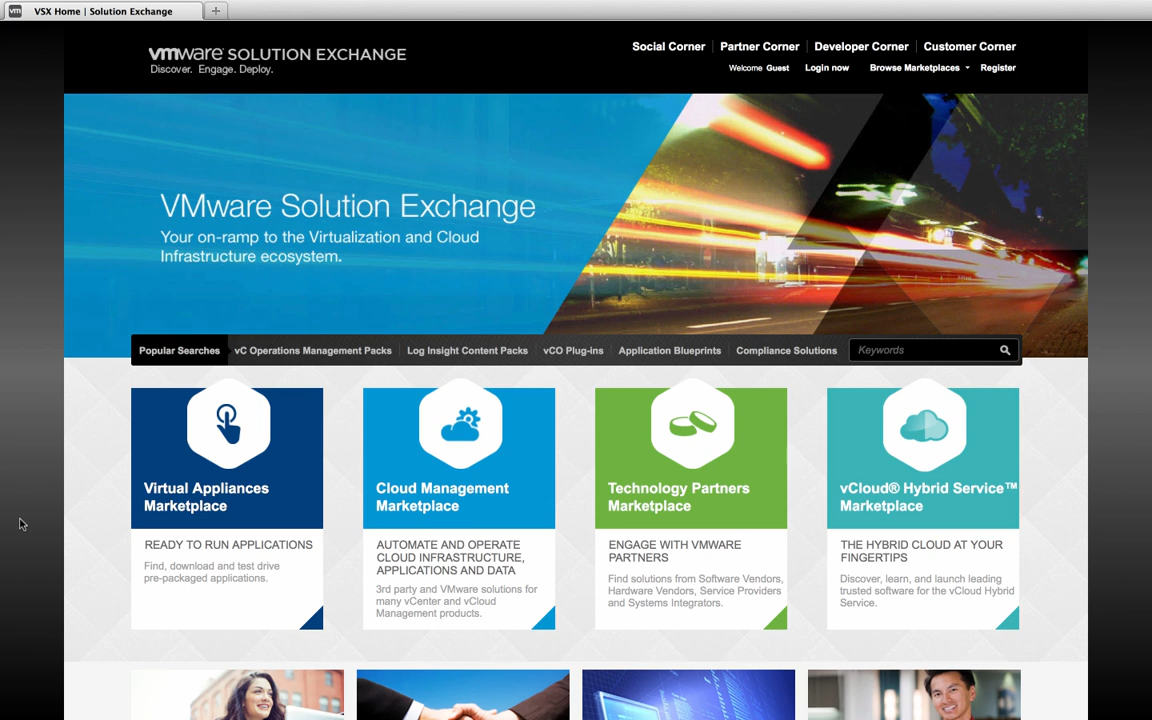 vm VSX Home | Solution Exchange +
vmware SOLUTION EXCHANGE
Discover. Engage. Deploy.
Social Corner | Partner Corner | Developer Corner | Customer Corner
Welcome Guest Login now Browse Marketplaces Register
VMware Solution Exchange
Your on-ramp to the Virtualization and Cloud
Infrastructure ecosystem.
Popular Searches vC Operations Management Packs Log Insight Content Packs vCO Plug-ins Application Blueprints Compliance Solutions Keywords
Virtual Appliances
Marketplace
READY TO RUN APPLICATIONS
Find, download and test drive
pre-packaged applications.
Cloud Management
Marketplace
AUTOMATE AND OPERATE
CLOUD INFRASTRUCTURE,
APPLICATIONS AND DATA
3rd party and VMware solutions for
many vCenter and vCloud
Management products.
Technology Partners
Marketplace
ENGAGE WITH VMWARE
PARTNERS
Find solutions from Software Vendors,
Hardware Vendors, Service Providers
and Systems Integrators.
vCloud® Hybrid Service™
Marketplace
THE HYBRID CLOUD AT YOUR
FINGERTIPS
Discover, learn, and launch leading
trusted software for the vCloud Hybrid
Service.